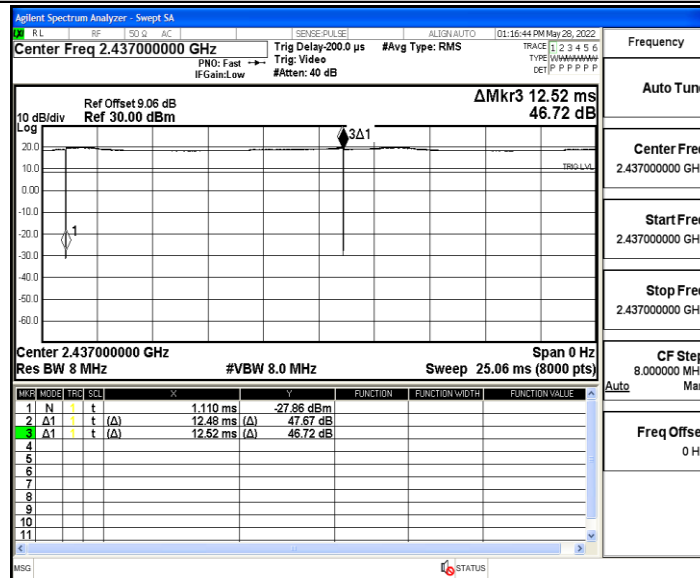 Agilent Spectrum Analyzer - Swept SA
RL RF 50 Ω AC SENSE:PULSE ALIGNAUTO 01:16:44 PM May 28, 2022
Center Freq 2.437000000 GHz
PNO: Fast
IFGain:Low
Trig Delay-200.0 µs
Trig: Video
#Atten: 40 dB
#Avg Type: RMS
TRACE 1 2 3 4 5 6
TYPE WWWWWW
DET P P P P P P
ΔMkr3 12.52 ms
46.72 dB
Ref Offset 9.06 dB
10 dB/div Ref 30.00 dBm
Log
20.0
10.0
0.00
-10.0
-20.0
-30.0
-40.0
-50.0
-60.0
3Δ1
TRIG LVL
1
Center 2.437000000 GHz Span 0 Hz
Res BW 8 MHz #VBW 8.0 MHz Sweep 25.06 ms (8000 pts)
MKR MODE TRC SCL X Y FUNCTION FUNCTION WIDTH FUNCTION VALUE
1 N 1 t 1.110 ms -27.86 dBm
2 Δ1 1 t (Δ) 12.48 ms (Δ) 47.67 dB
3 Δ1 1 t (Δ) 12.52 ms (Δ) 46.72 dB
4
5
6
7
8
9
10
11
MSG STATUS
Frequency
Auto Tun
Center Fre
2.437000000 GH
Start Fre
2.437000000 GH
Stop Fre
2.437000000 GH
CF Step
8.000000 MH
Auto Ma
Freq Offse
0 H